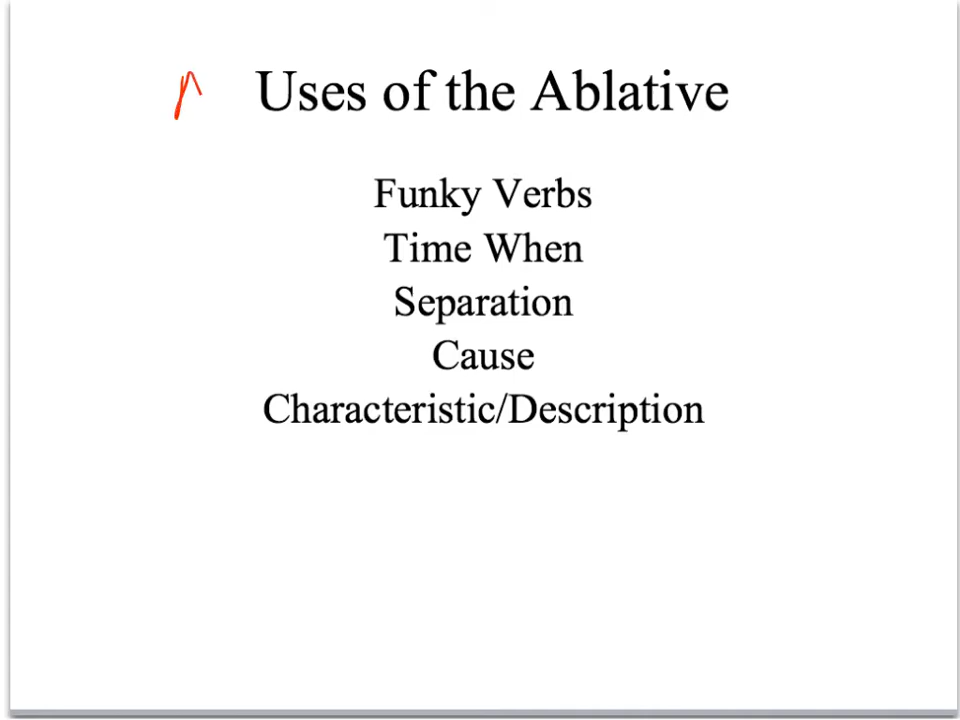 Uses of the Ablative
Funky Verbs
Time When
Separation
Cause
Characteristic/Description